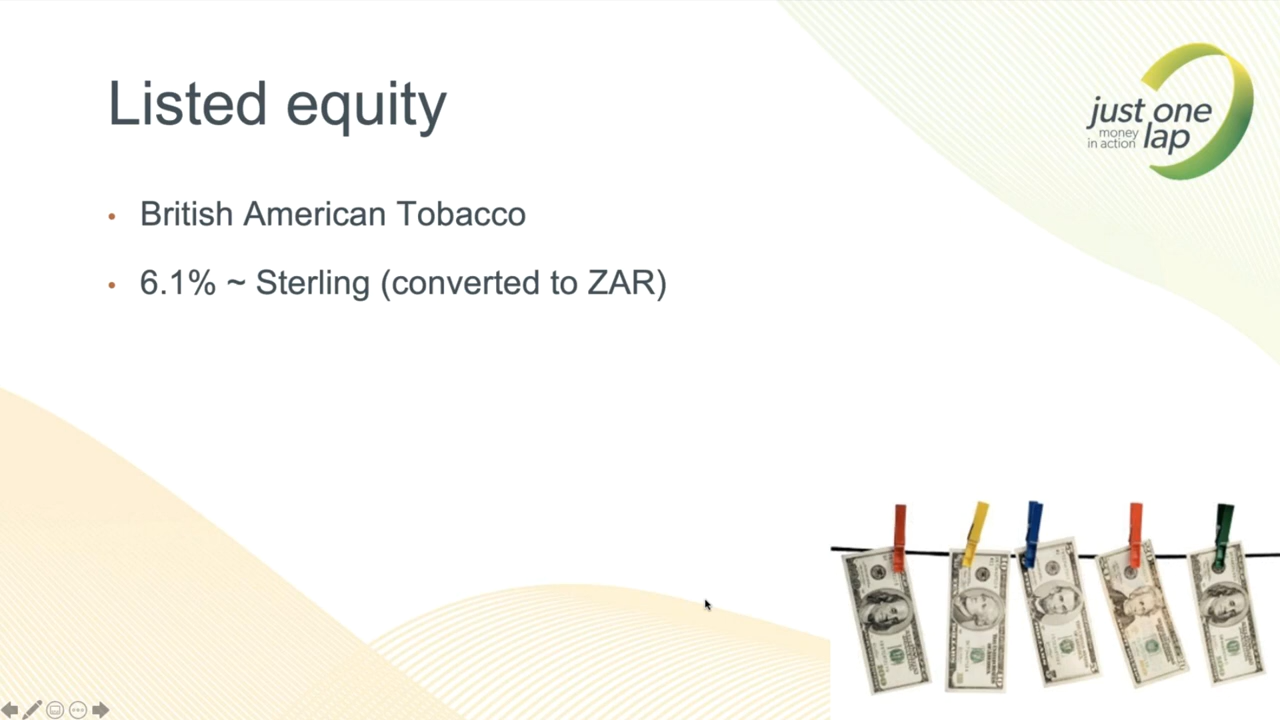 Listed equity
just one
money
in action
lap
• British American Tobacco
• 6.1% ~ Sterling (converted to ZAR)